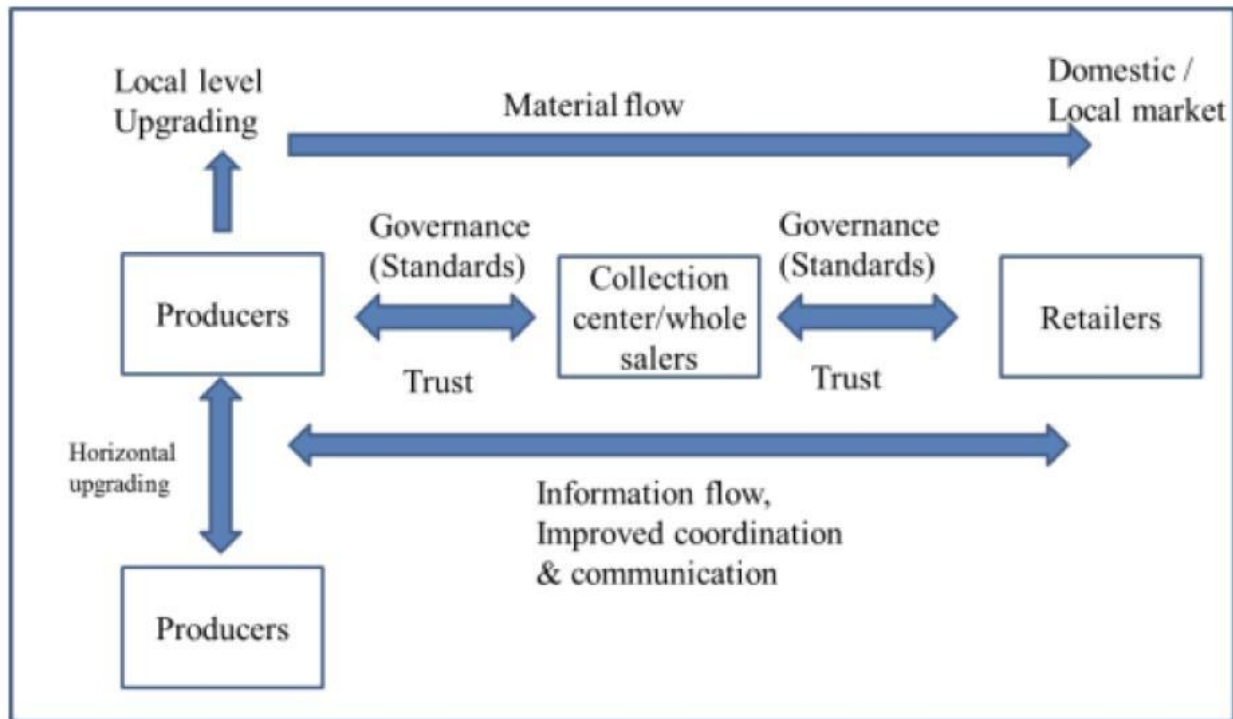 Local level
Upgrading
Material flow
Domestic /
Local market
Governance
(Standards)
Governance
(Standards)
Producers
Collection
center/whole
salers
Retailers
Trust
Trust
Horizontal
upgrading
Information flow,
Improved coordination
& communication
Producers